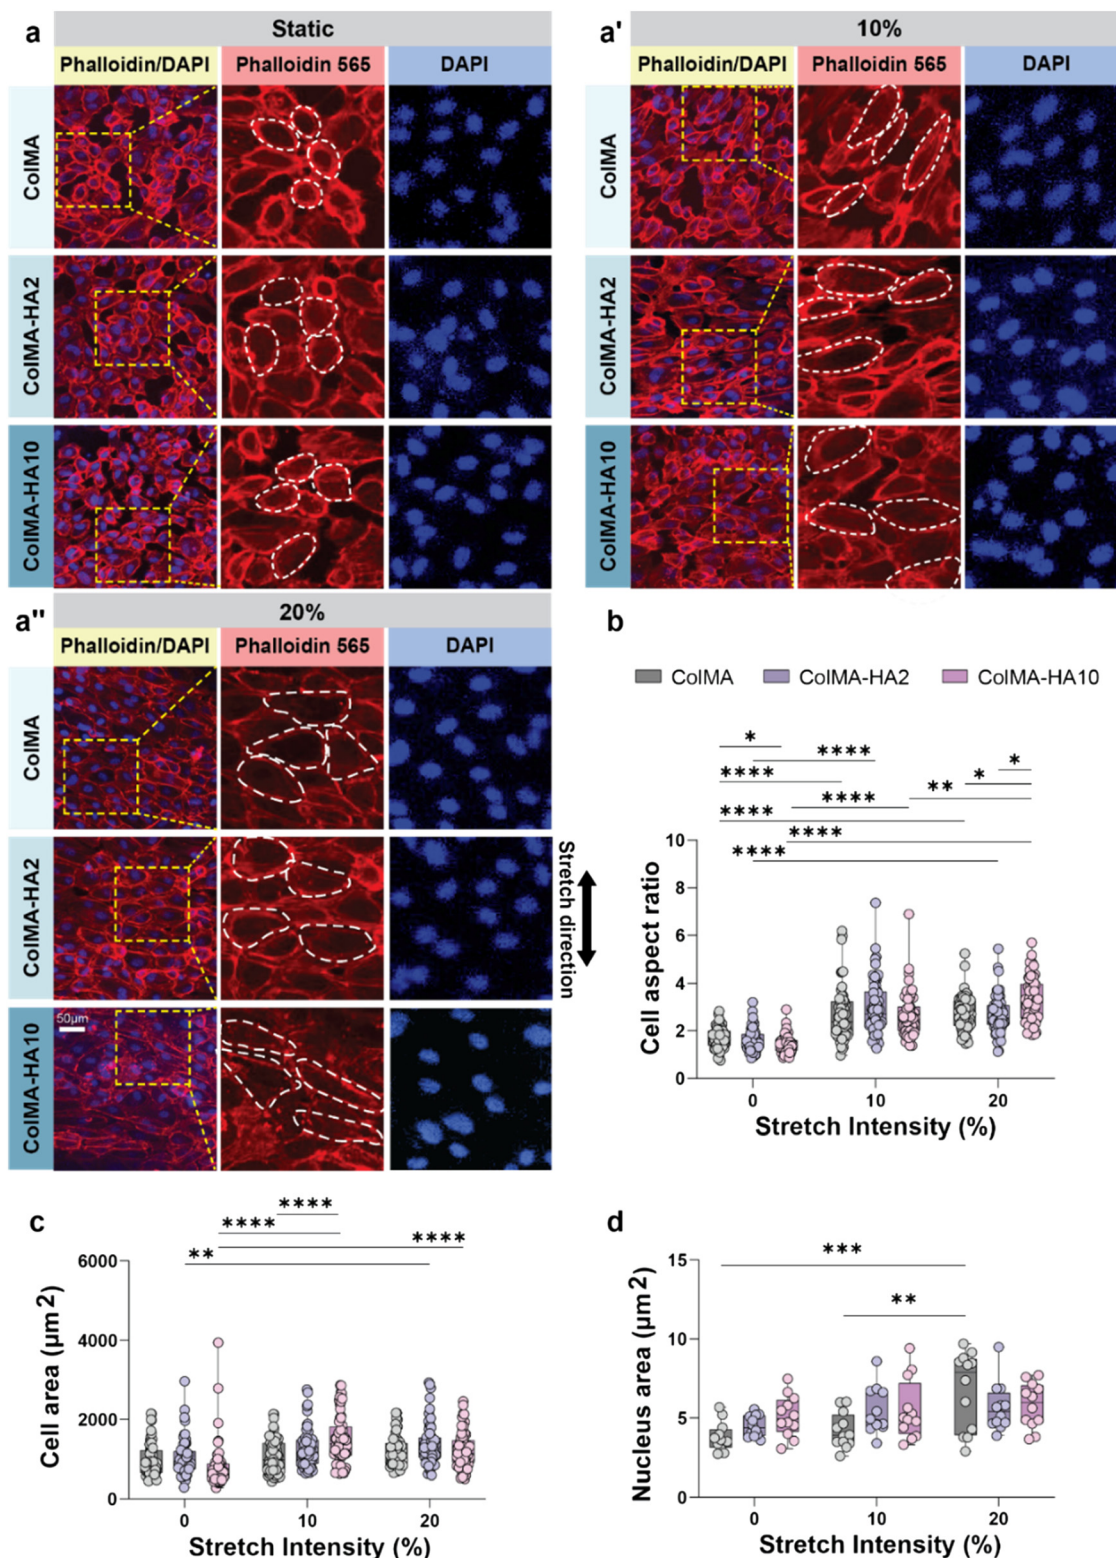 a
Static
Phalloidin/DAPI Phalloidin 565 DAPI
ColMA
ColMA-HA2
ColMA-HA10
a'
10%
Phalloidin/DAPI Phalloidin 565 DAPI
ColMA
ColMA-HA2
ColMA-HA10
a"
20%
Phalloidin/DAPI Phalloidin 565 DAPI
ColMA
ColMA-HA2
ColMA-HA10
50µm
Stretch direction
b
ColMA ColMA-HA2 ColMA-HA10
*
****
*
****
*
**
****
****
****
****
Cell aspect ratio
10
8
6
4
2
0
0 10 20
Stretch Intensity (%)
c
****
****
****
**
Cell area (µm2)
6000
4000
2000
0
0 10 20
Stretch Intensity (%)
d
***
**
Nucleus area (µm2)
15
10
5
0
0 10 20
Stretch Intensity (%)